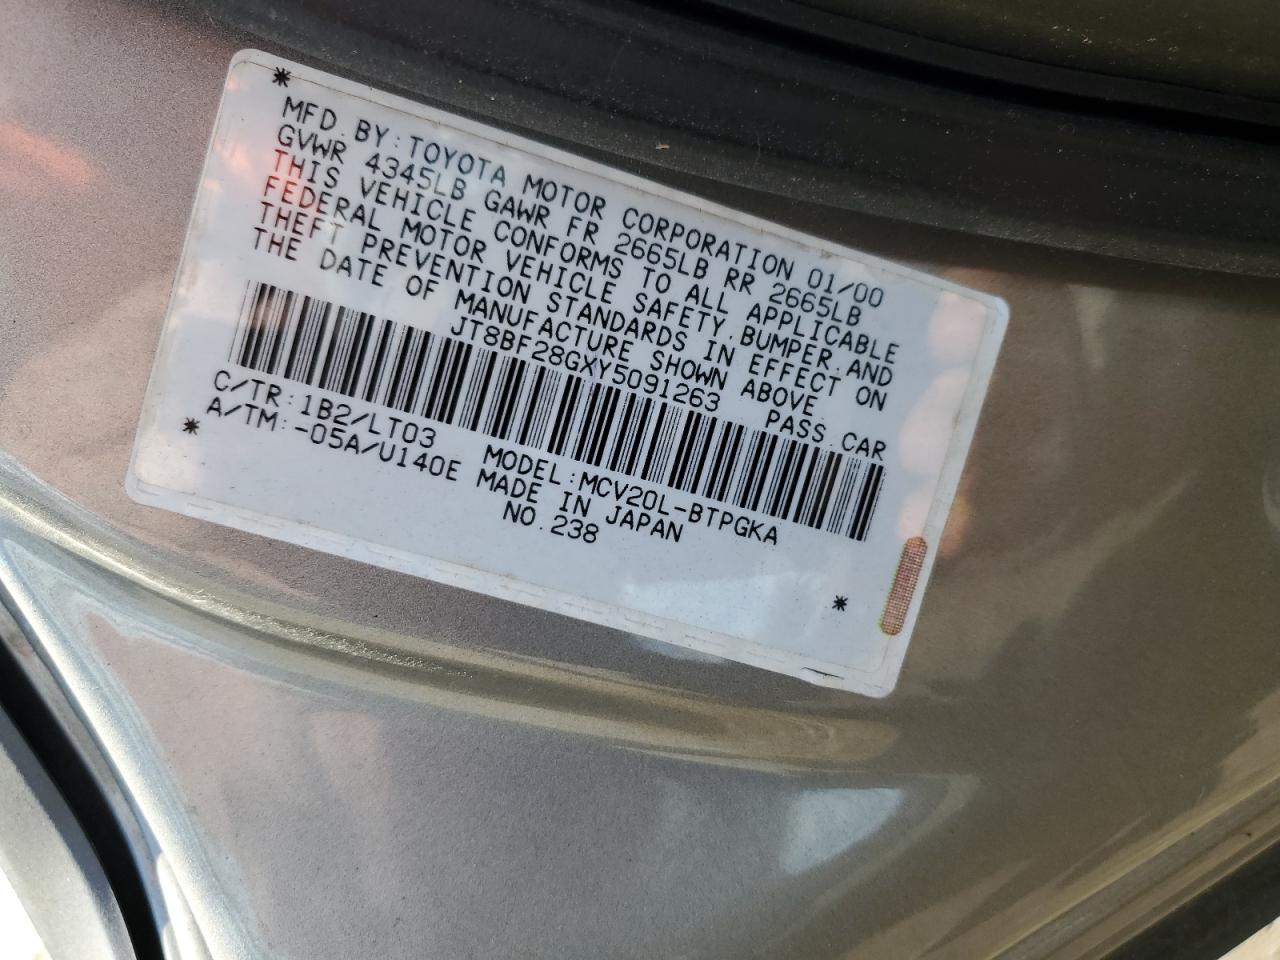 MFD. BY: TOYOTA MOTOR CORPORATION 01/00
GVWR 4345LB GAWR FR 2665LB RR 2665LB
THIS VEHICLE CONFORMS TO ALL APPLICABLE
FEDERAL MOTOR VEHICLE SAFETY, BUMPER, AND
THEFT PREVENTION STANDARDS IN EFFECT ON
THE DATE OF MANUFACTURE SHOWN ABOVE.
JT8BF28GXY5091263 PASS. CAR
C/TR: 1B2/LT03 MODEL: MCV20L-BTPGKA
A/TM: -05A/U140E MADE IN JAPAN
NO. 238